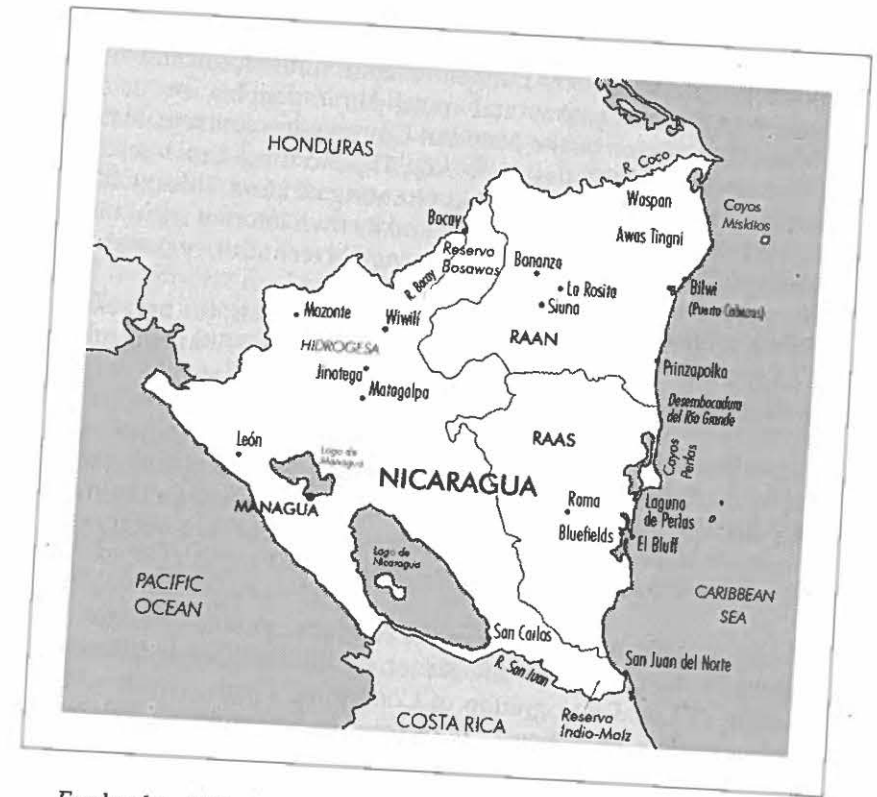 HONDURAS
R. Coco
Waspan
Cayos
Miskitos
Awas Tingni
Bocay
Reserva
Bosawas
R. Bocay
Bonanza
La Rosita
Siuna
Bilwi
(Puerto Cabezas)
Mozonte
Wiwilí
HIDROGESA
RAAN
Jinotega
Matagalpa
Prinzapolka
Desembocadura
del Río Grande
León
Lago de
Managua
RAAS
Cayos
Perlas
NICARAGUA
MANAGUA
Roma
Laguna
de Perlas
Bluefields
El Bluff
Lago de
Nicaragua
PACIFIC
OCEAN
CARIBBEAN
SEA
San Carlos
San Juan del Norte
R. San Juan
COSTA RICA
Reserva
Indio-Maíz